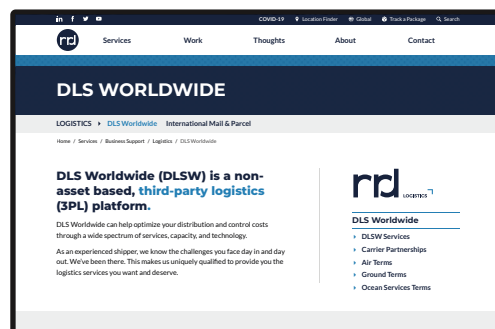 COVID-19 Location Finder Global Track a Package Search
rrd Services Work Thoughts About Contact
DLS WORLDWIDE
LOGISTICS DLS Worldwide International Mail & Parcel
Home / Services / Business Support / Logistics / DLS Worldwide
DLS Worldwide (DLSW) is a non-
asset based, third-party logistics
(3PL) platform.
DLS Worldwide can help optimize your distribution and control costs
through a wide spectrum of services, capacity, and technology.
As an experienced shipper, we know the challenges you face day in and day
out. We've been there. This makes us uniquely qualified to provide you the
logistics services you want and deserve.
rrd LOGISTICS
DLS Worldwide
DLSW Services
Carrier Partnerships
Air Terms
Ground Terms
Ocean Services Terms